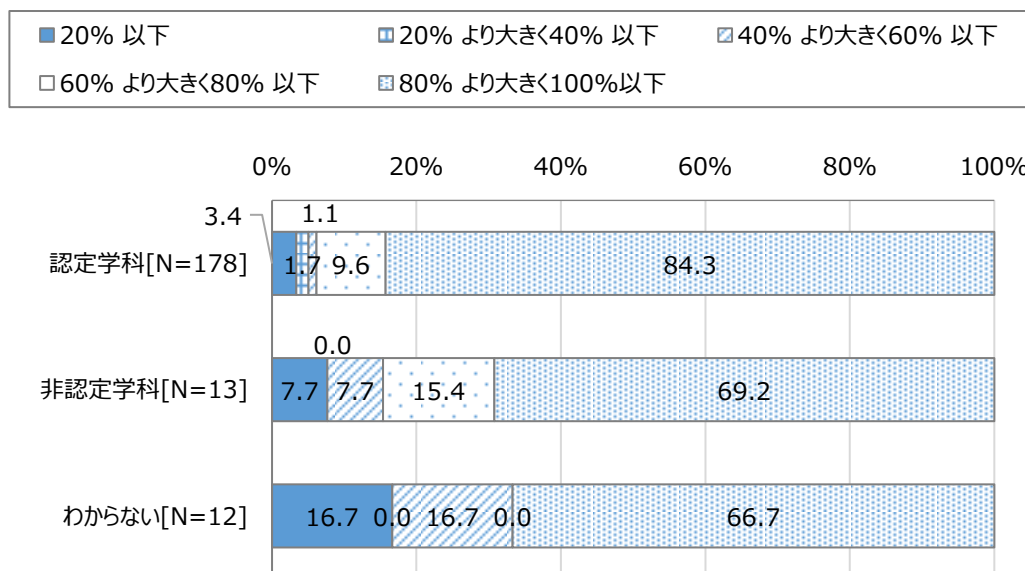 20% 以下 20% より大きく40% 以下 40% より大きく60% 以下
60% より大きく80% 以下 80% より大きく100%以下
0% 20% 40% 60% 80% 100%
3.4 1.1
認定学科[N=178] 1.7 9.6 84.3
0.0
非認定学科[N=13] 7.7 7.7 15.4 69.2
わからない[N=12] 16.7 0.0 16.7 0.0 66.7